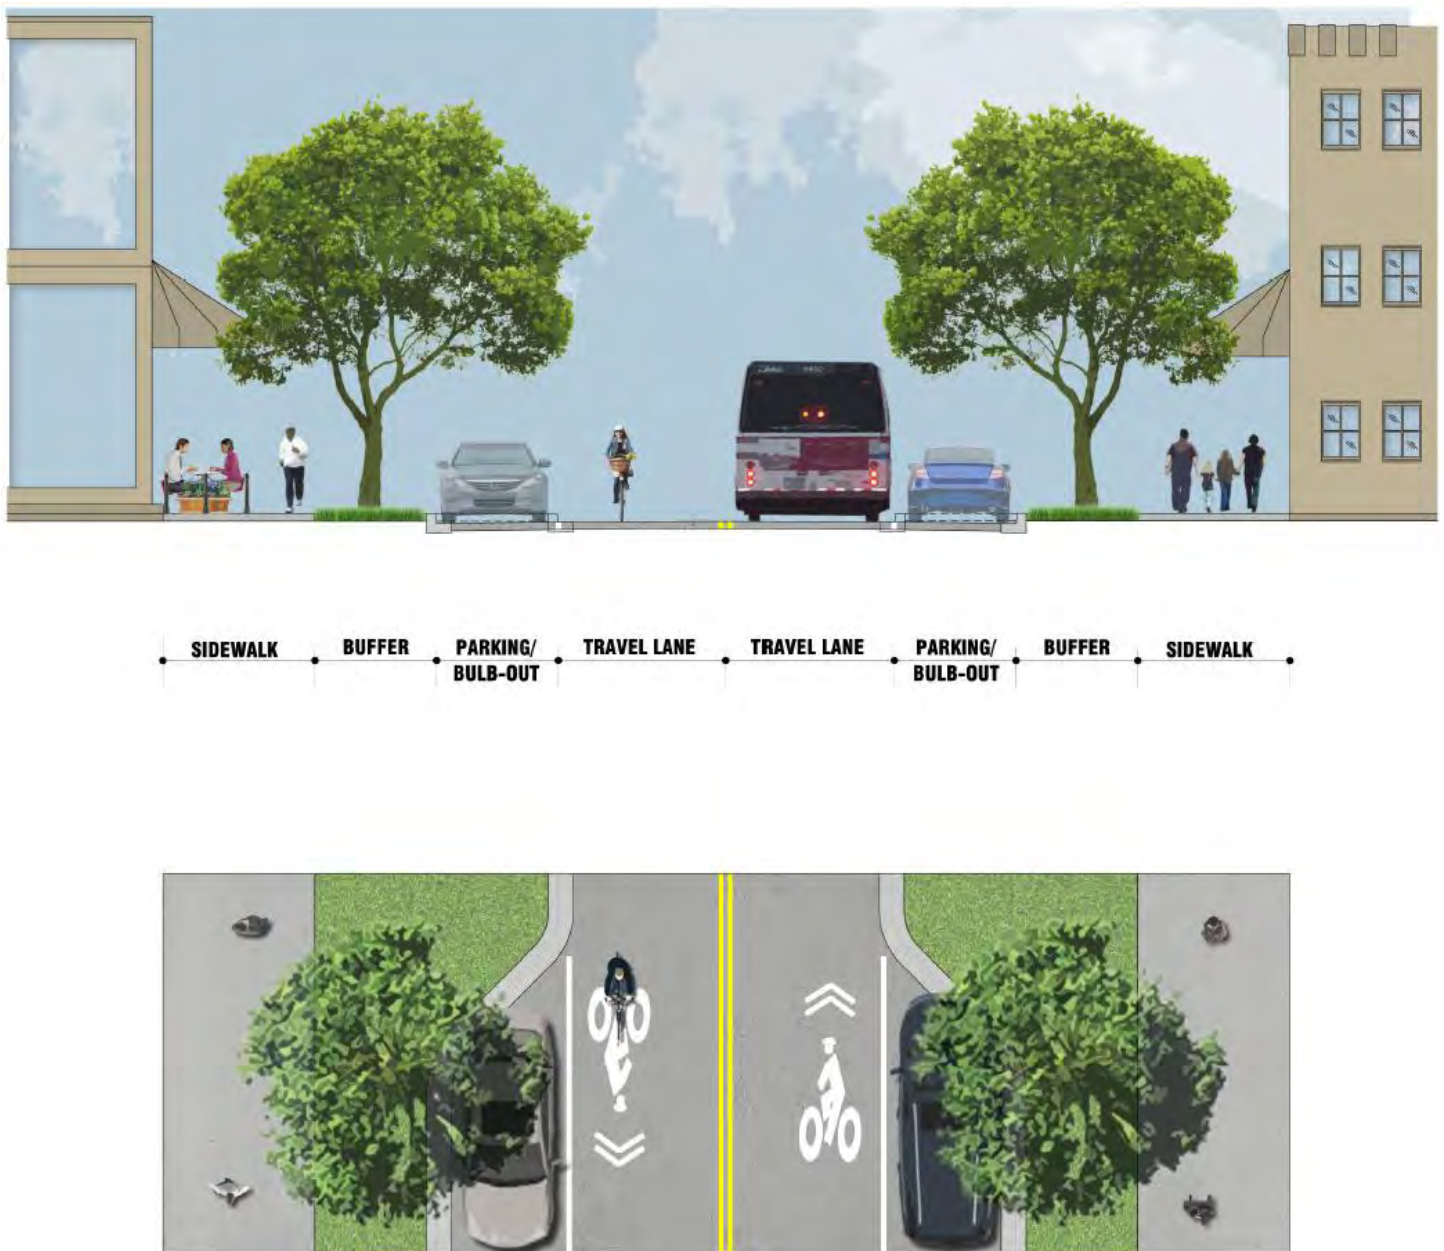 SIDEWALK
BUFFER
PARKING/
BULB-OUT
TRAVEL LANE
TRAVEL LANE
PARKING/
BULB-OUT
BUFFER
SIDEWALK